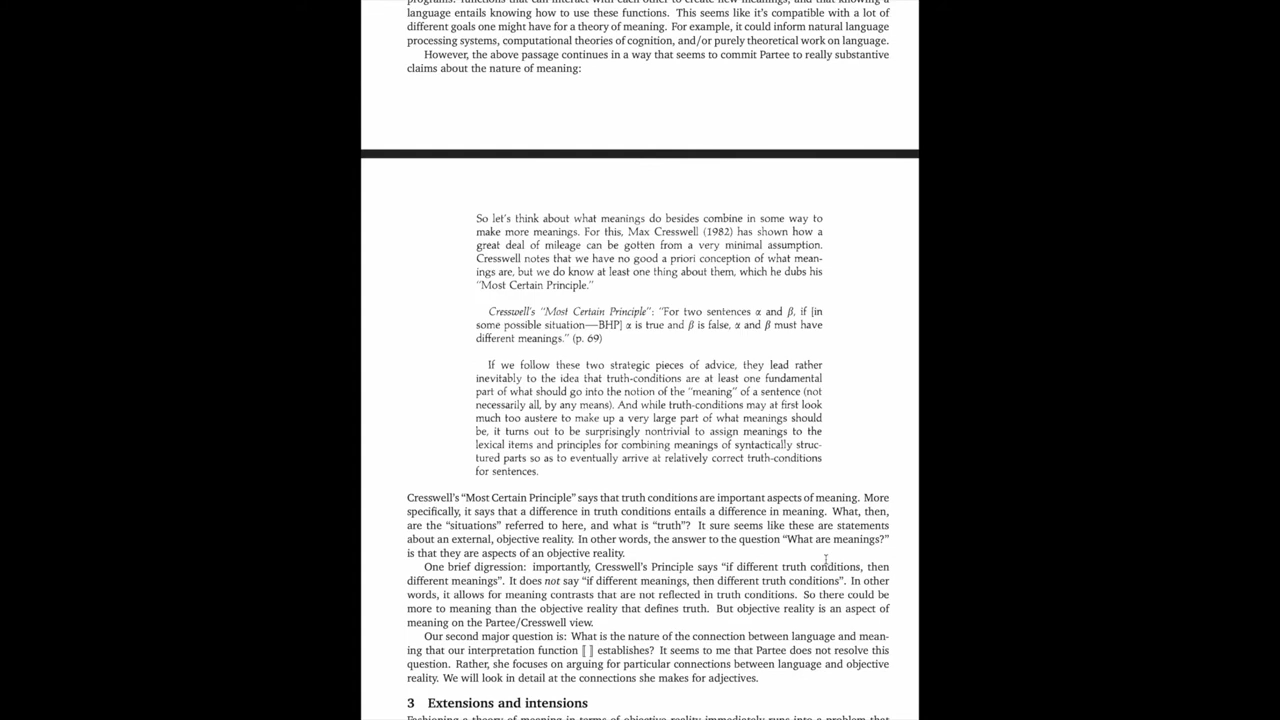 programs: functions that can interact with each other to create new meanings, and that knowing a
language entails knowing how to use these functions. This seems like it's compatible with a lot of
different goals one might have for a theory of meaning. For example, it could inform natural language
processing systems, computational theories of cognition, and/or purely theoretical work on language.
However, the above passage continues in a way that seems to commit Partee to really substantive
claims about the nature of meaning:
So let's think about what meanings do besides combine in some way to
make more meanings. For this, Max Cresswell (1982) has shown how a
great deal of mileage can be gotten from a very minimal assumption.
Cresswell notes that we have no good a priori conception of what mean-
ings are, but we do know at least one thing about them, which he dubs his
"Most Certain Principle."
Cresswell's "Most Certain Principle": "For two sentences α and β, if [in
some possible situation—BHP] α is true and β is false, α and β must have
different meanings." (p. 69)
If we follow these two strategic pieces of advice, they lead rather
inevitably to the idea that truth-conditions are at least one fundamental
part of what should go into the notion of the "meaning" of a sentence (not
necessarily all, by any means). And while truth-conditions may at first look
much too austere to make up a very large part of what meanings should
be, it turns out to be surprisingly nontrivial to assign meanings to the
lexical items and principles for combining meanings of syntactically struc-
tured parts so as to eventually arrive at relatively correct truth-conditions
for sentences.
Cresswell's "Most Certain Principle" says that truth conditions are important aspects of meaning. More
specifically, it says that a difference in truth conditions entails a difference in meaning. What, then,
are the "situations" referred to here, and what is "truth"? It sure seems like these are statements
about an external, objective reality. In other words, the answer to the question "What are meanings?"
is that they are aspects of an objective reality.
One brief digression: importantly, Cresswell's Principle says "if different truth conditions, then
different meanings". It does not say "if different meanings, then different truth conditions". In other
words, it allows for meaning contrasts that are not reflected in truth conditions. So there could be
more to meaning than the objective reality that defines truth. But objective reality is an aspect of
meaning on the Partee/Cresswell view.
Our second major question is: What is the nature of the connection between language and mean-
ing that our interpretation function ⟦ ⟧ establishes? It seems to me that Partee does not resolve this
question. Rather, she focuses on arguing for particular connections between language and objective
reality. We will look in detail at the connections she makes for adjectives.
3 Extensions and intensions
Fashioning a theory of meaning in terms of objective reality immediately runs into a problem that